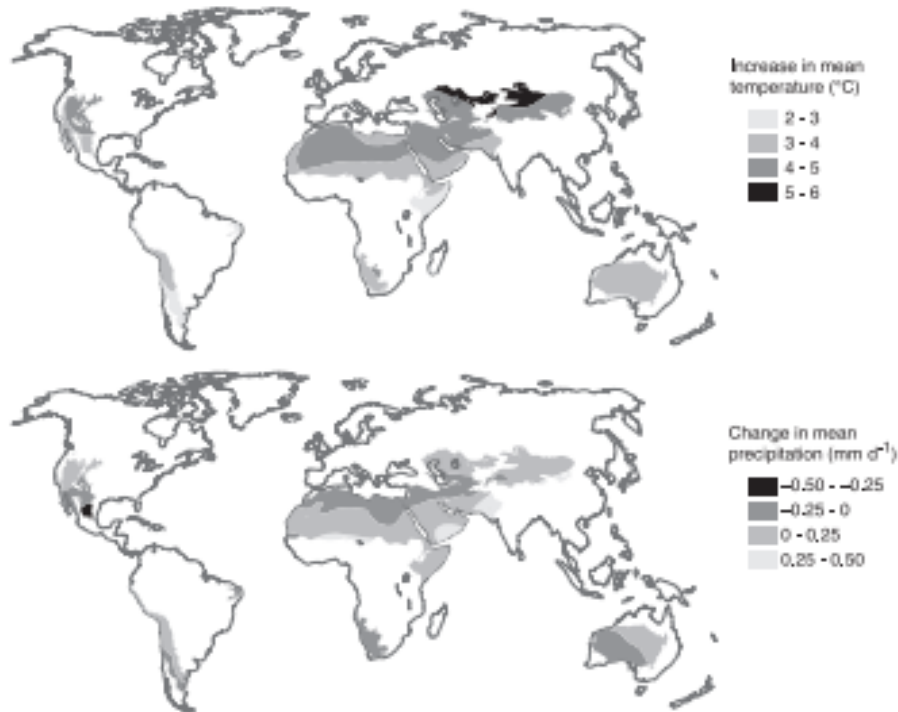 Increase in mean
temperature (°C)
2 - 3
3 - 4
4 - 5
5 - 6
Change in mean
precipitation (mm d⁻¹)
−0.50 - −0.25
−0.25 - 0
0 - 0.25
0.25 - 0.50